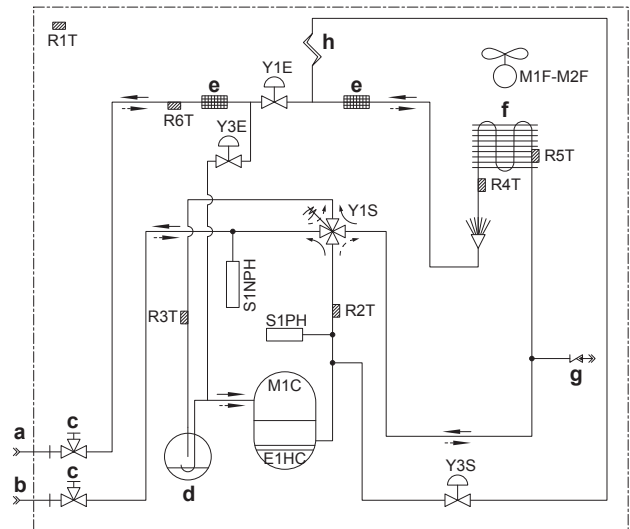 R1T
h
Y1E
M1F-M2F
e
e
f
R6T
Y3E
R5T
R4T
Y1S
S1NPH
R3T
R2T
S1PH
g
M1C
a
c
E1HC
Y3S
b
c
d